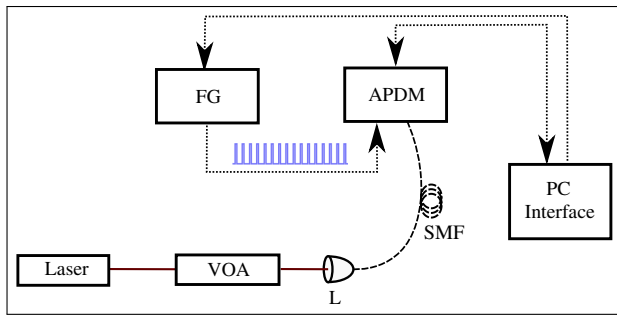 FG
APDM
PC
Interface
SMF
Laser
VOA
L